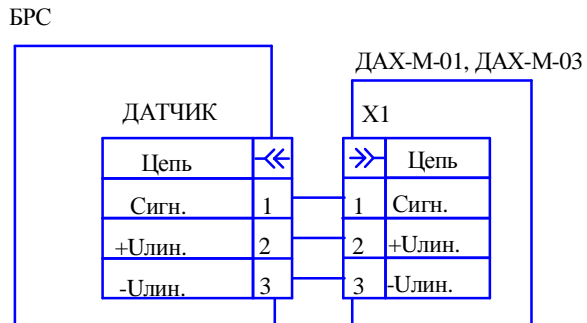 БРС
ДАХ-М-01, ДАХ-М-03
ДАТЧИК
X1
Цепь
Цепь
Сигн. 1 1 Сигн.
+Uлин. 2 2 +Uлин.
-Uлин. 3 3 -Uлин.